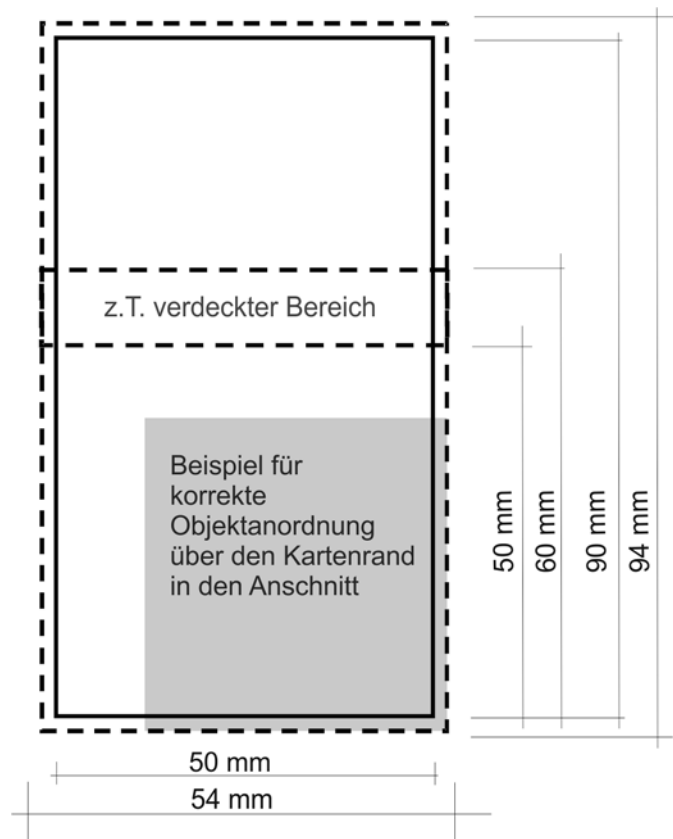 z.T. verdeckter Bereich
Beispiel für
korrekte
Objektanordnung
über den Kartenrand
in den Anschnitt
50 mm
60 mm
90 mm
94 mm
50 mm
54 mm